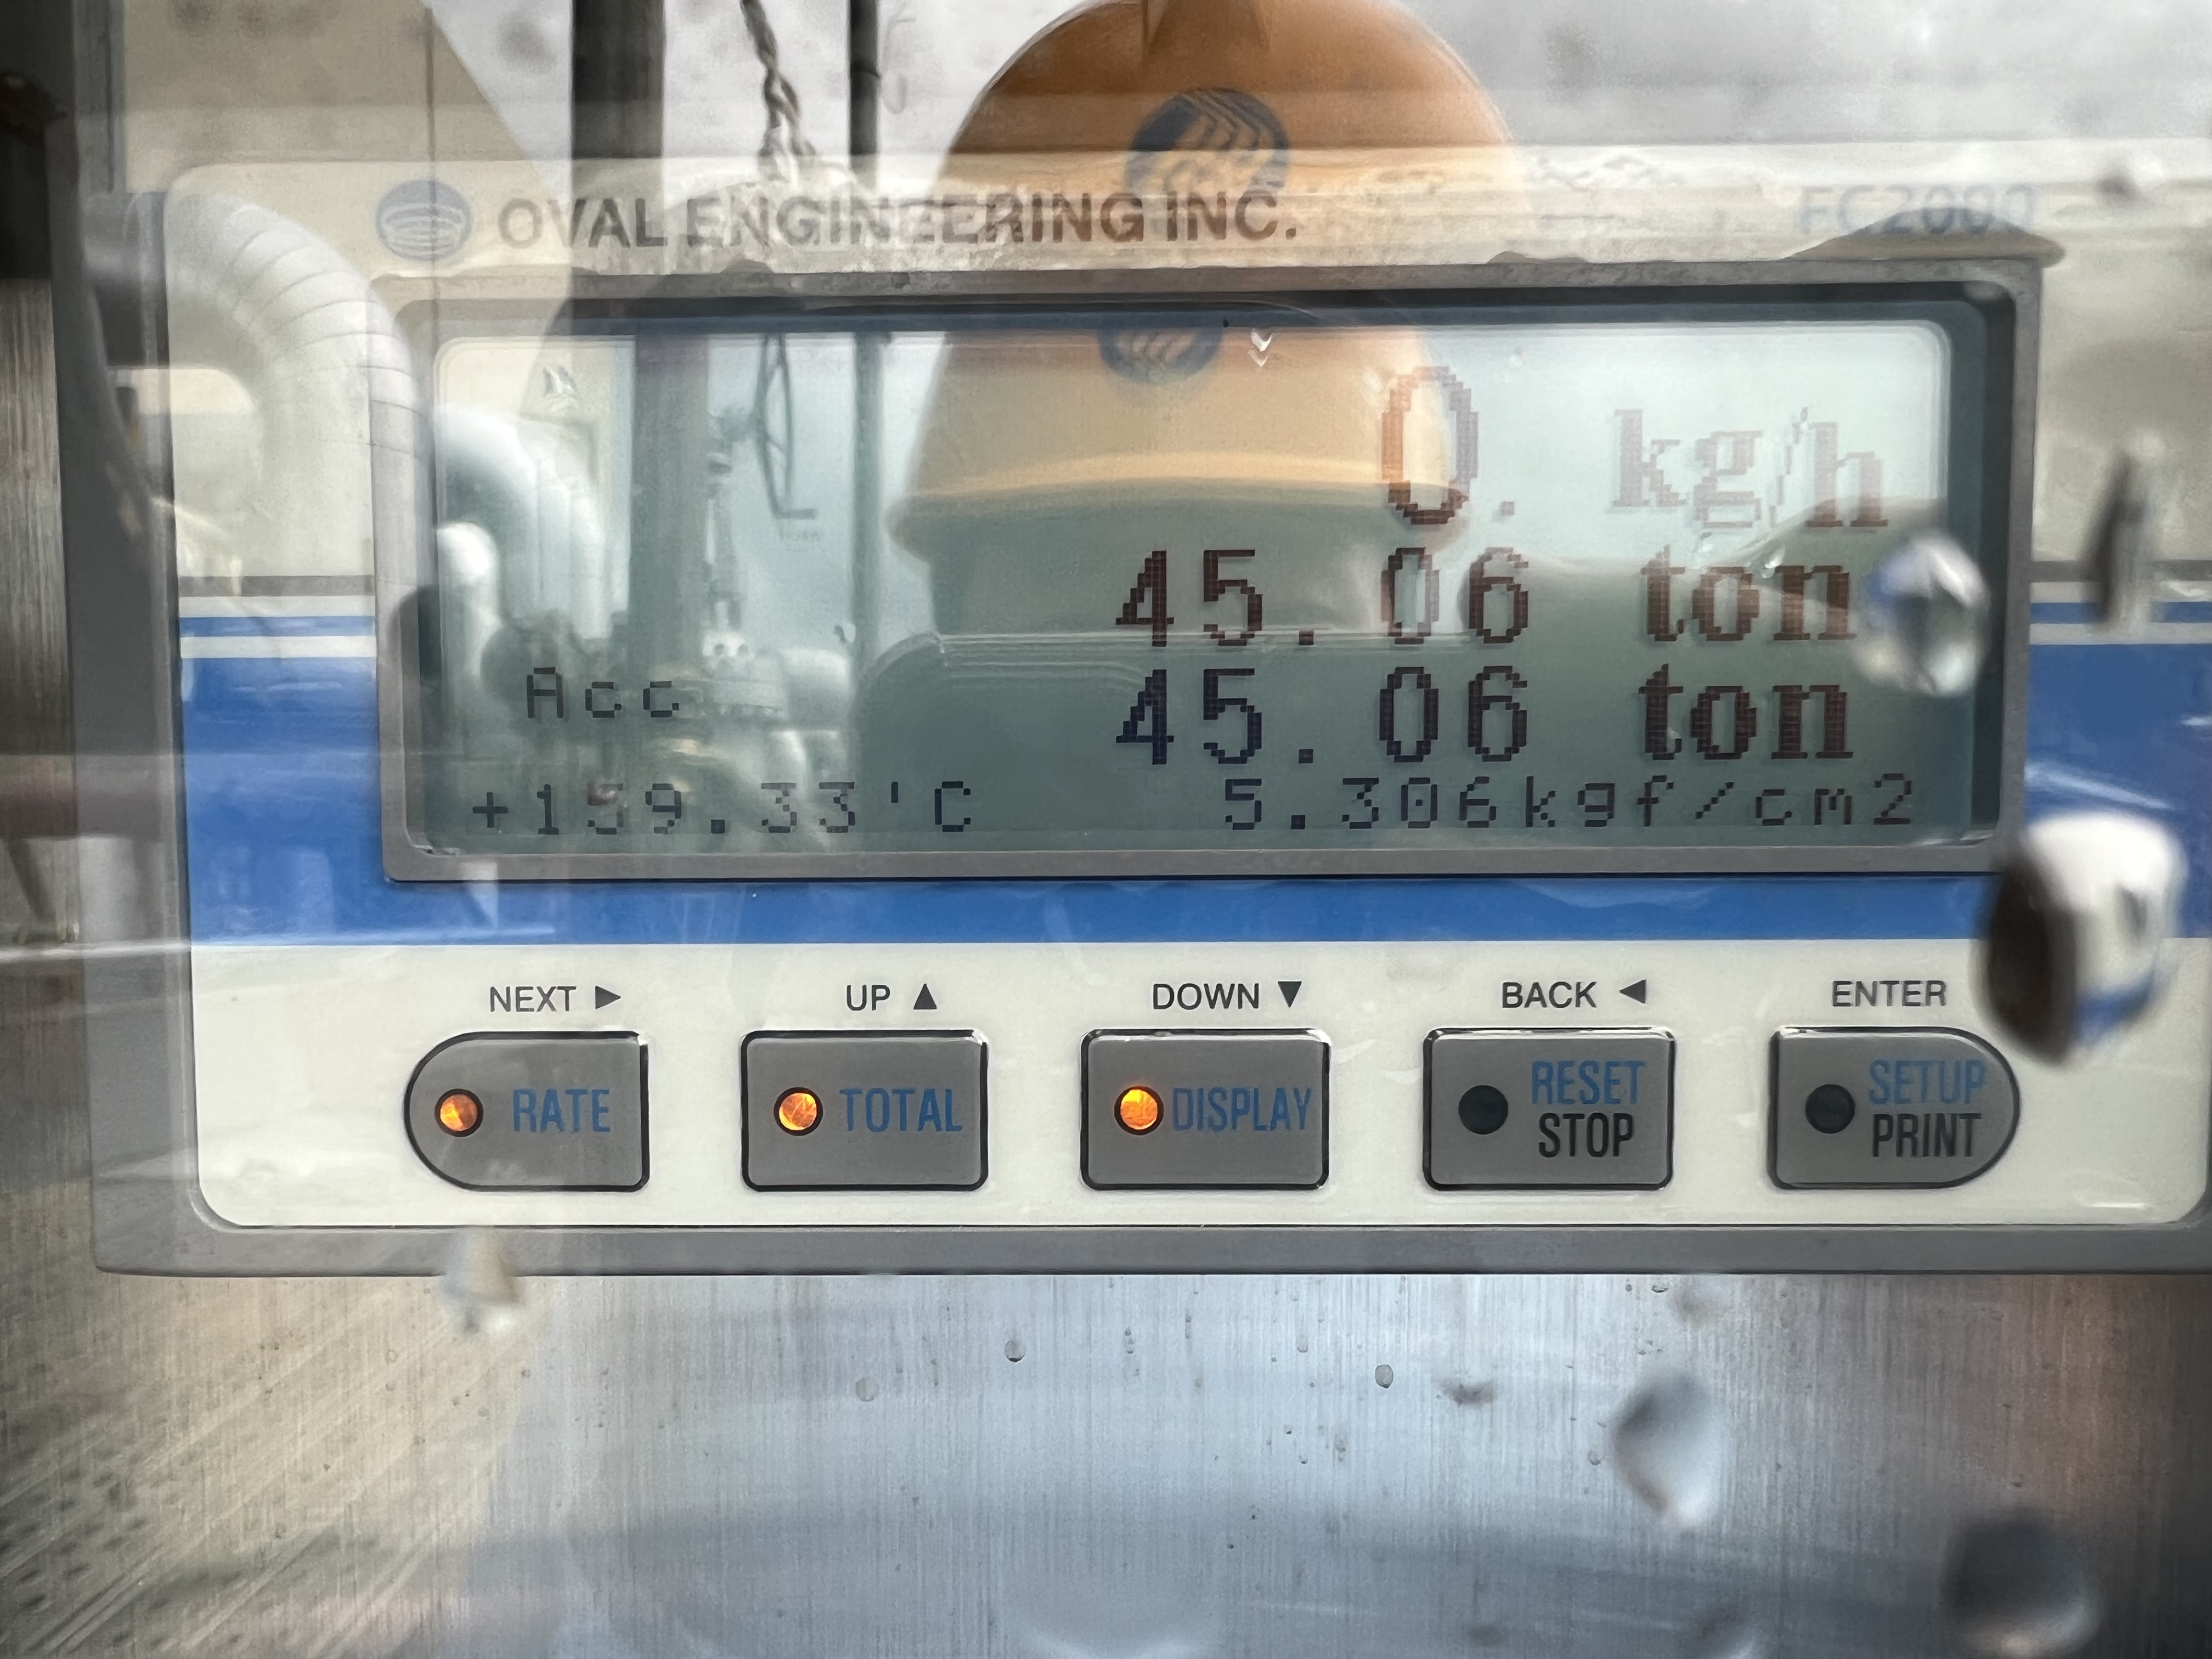 OVAL ENGINEERING INC. FC2000
0. kg/h
45.06 ton
Acc 45.06 ton
+159.33'C 5.306kgf/cm2
NEXT ▶ UP ▲ DOWN ▼ BACK ◀ ENTER
RATE TOTAL DISPLAY RESET STOP SETUP PRINT